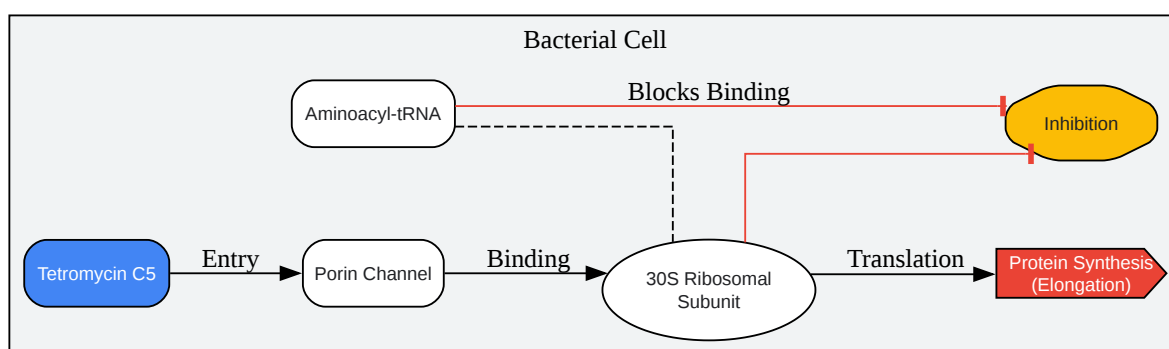 Bacterial Cell
Blocks Binding
Aminoacyl-tRNA
Inhibition
Entry
Binding
Translation
Tetromycin C5
Porin Channel
30S Ribosomal
Subunit
Protein Synthesis
(Elongation)